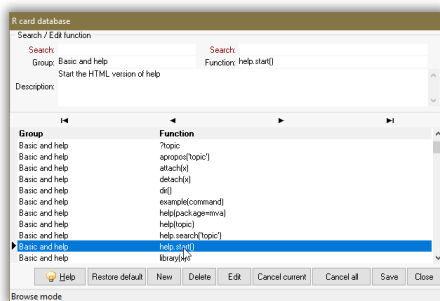 R card database
Search / Edit function
Search: Search:
Group: Basic and help Function: help.start()
Description: Start the HTML version of help
Group Function
Basic and help ?topic
Basic and help apropos('topic')
Basic and help attach(x)
Basic and help detach(x)
Basic and help dir()
Basic and help example(command)
Basic and help help(package=mva)
Basic and help help(topic)
Basic and help help.search('topic')
Basic and help help.start()
Basic and help library(x)
Help Restore default New Delete Edit Cancel current Cancel all Save Close
Browse mode